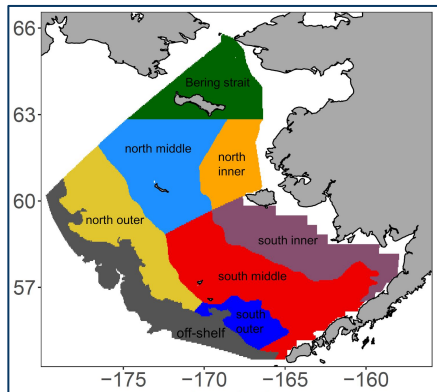 66
63
60
57
Bering strait
north middle
north
inner
north outer
south inner
south middle
south
outer
off-shelf
−175
−170
−165
−160